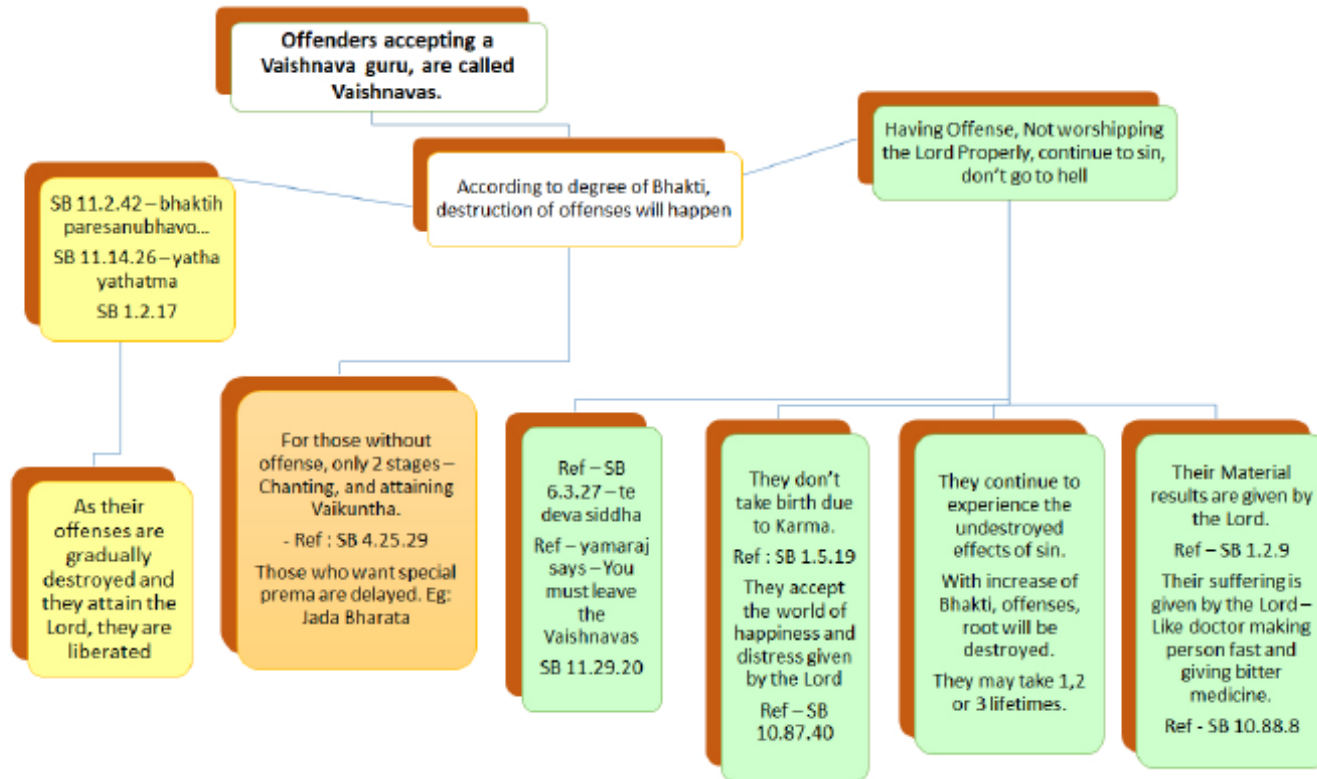 Offenders accepting a
Vaishnava guru, are called
Vaishnavas.
Having Offense, Not worshipping
the Lord Properly, continue to sin,
don't go to hell
According to degree of Bhakti,
destruction of offenses will happen
SB 11.2.42 – bhaktih
paresanubhavo...
SB 11.14.26 – yatha
yathatma
SB 1.2.17
As their
offenses are
gradually
destroyed and
they attain the
Lord, they are
liberated
For those without
offense, only 2 stages –
Chanting, and attaining
Vaikuntha.
- Ref : SB 4.25.29
Those who want special
prema are delayed. Eg:
Jada Bharata
Ref – SB
6.3.27 – te
deva siddha
Ref – yamaraj
says – You
must leave
the
Vaishnavas
SB 11.29.20
They don't
take birth due
to Karma.
Ref : SB 1.5.19
They accept
the world of
happiness and
distress given
by the Lord
Ref – SB
10.87.40
They continue to
experience the
undestroyed
effects of sin.
With increase of
Bhakti, offenses,
root will be
destroyed.
They may take 1,2
or 3 lifetimes.
Their Material
results are given by
the Lord.
Ref – SB 1.2.9
Their suffering is
given by the Lord –
Like doctor making
person fast and
giving bitter
medicine.
Ref - SB 10.88.8